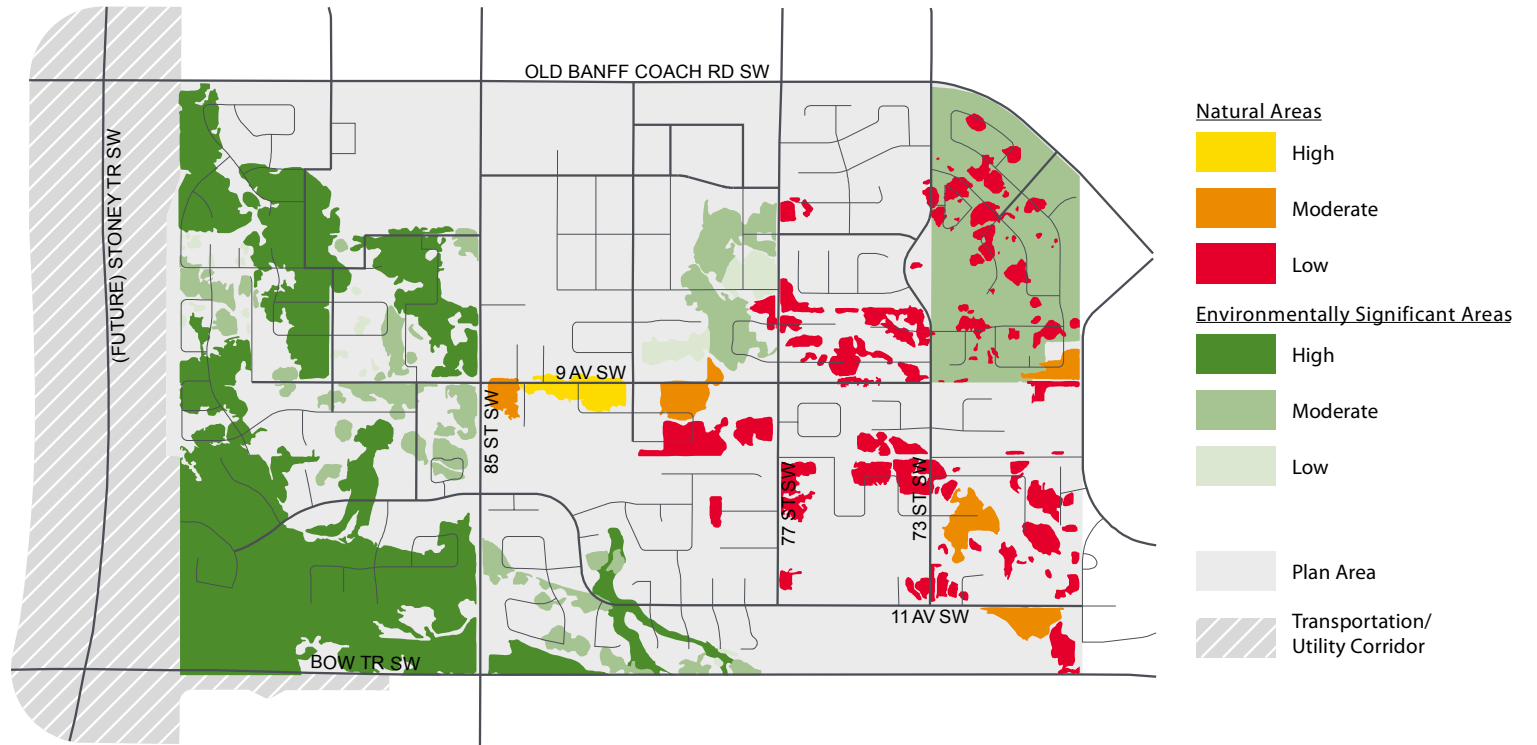 OLD BANFF COACH RD SW
(FUTURE) STONEY TR SW
9 AV SW
85 ST SW
77 ST SW
73 ST SW
11 AV SW
BOW TR SW
Natural Areas
High
Moderate
Low
Environmentally Significant Areas
High
Moderate
Low
Plan Area
Transportation/
Utility Corridor